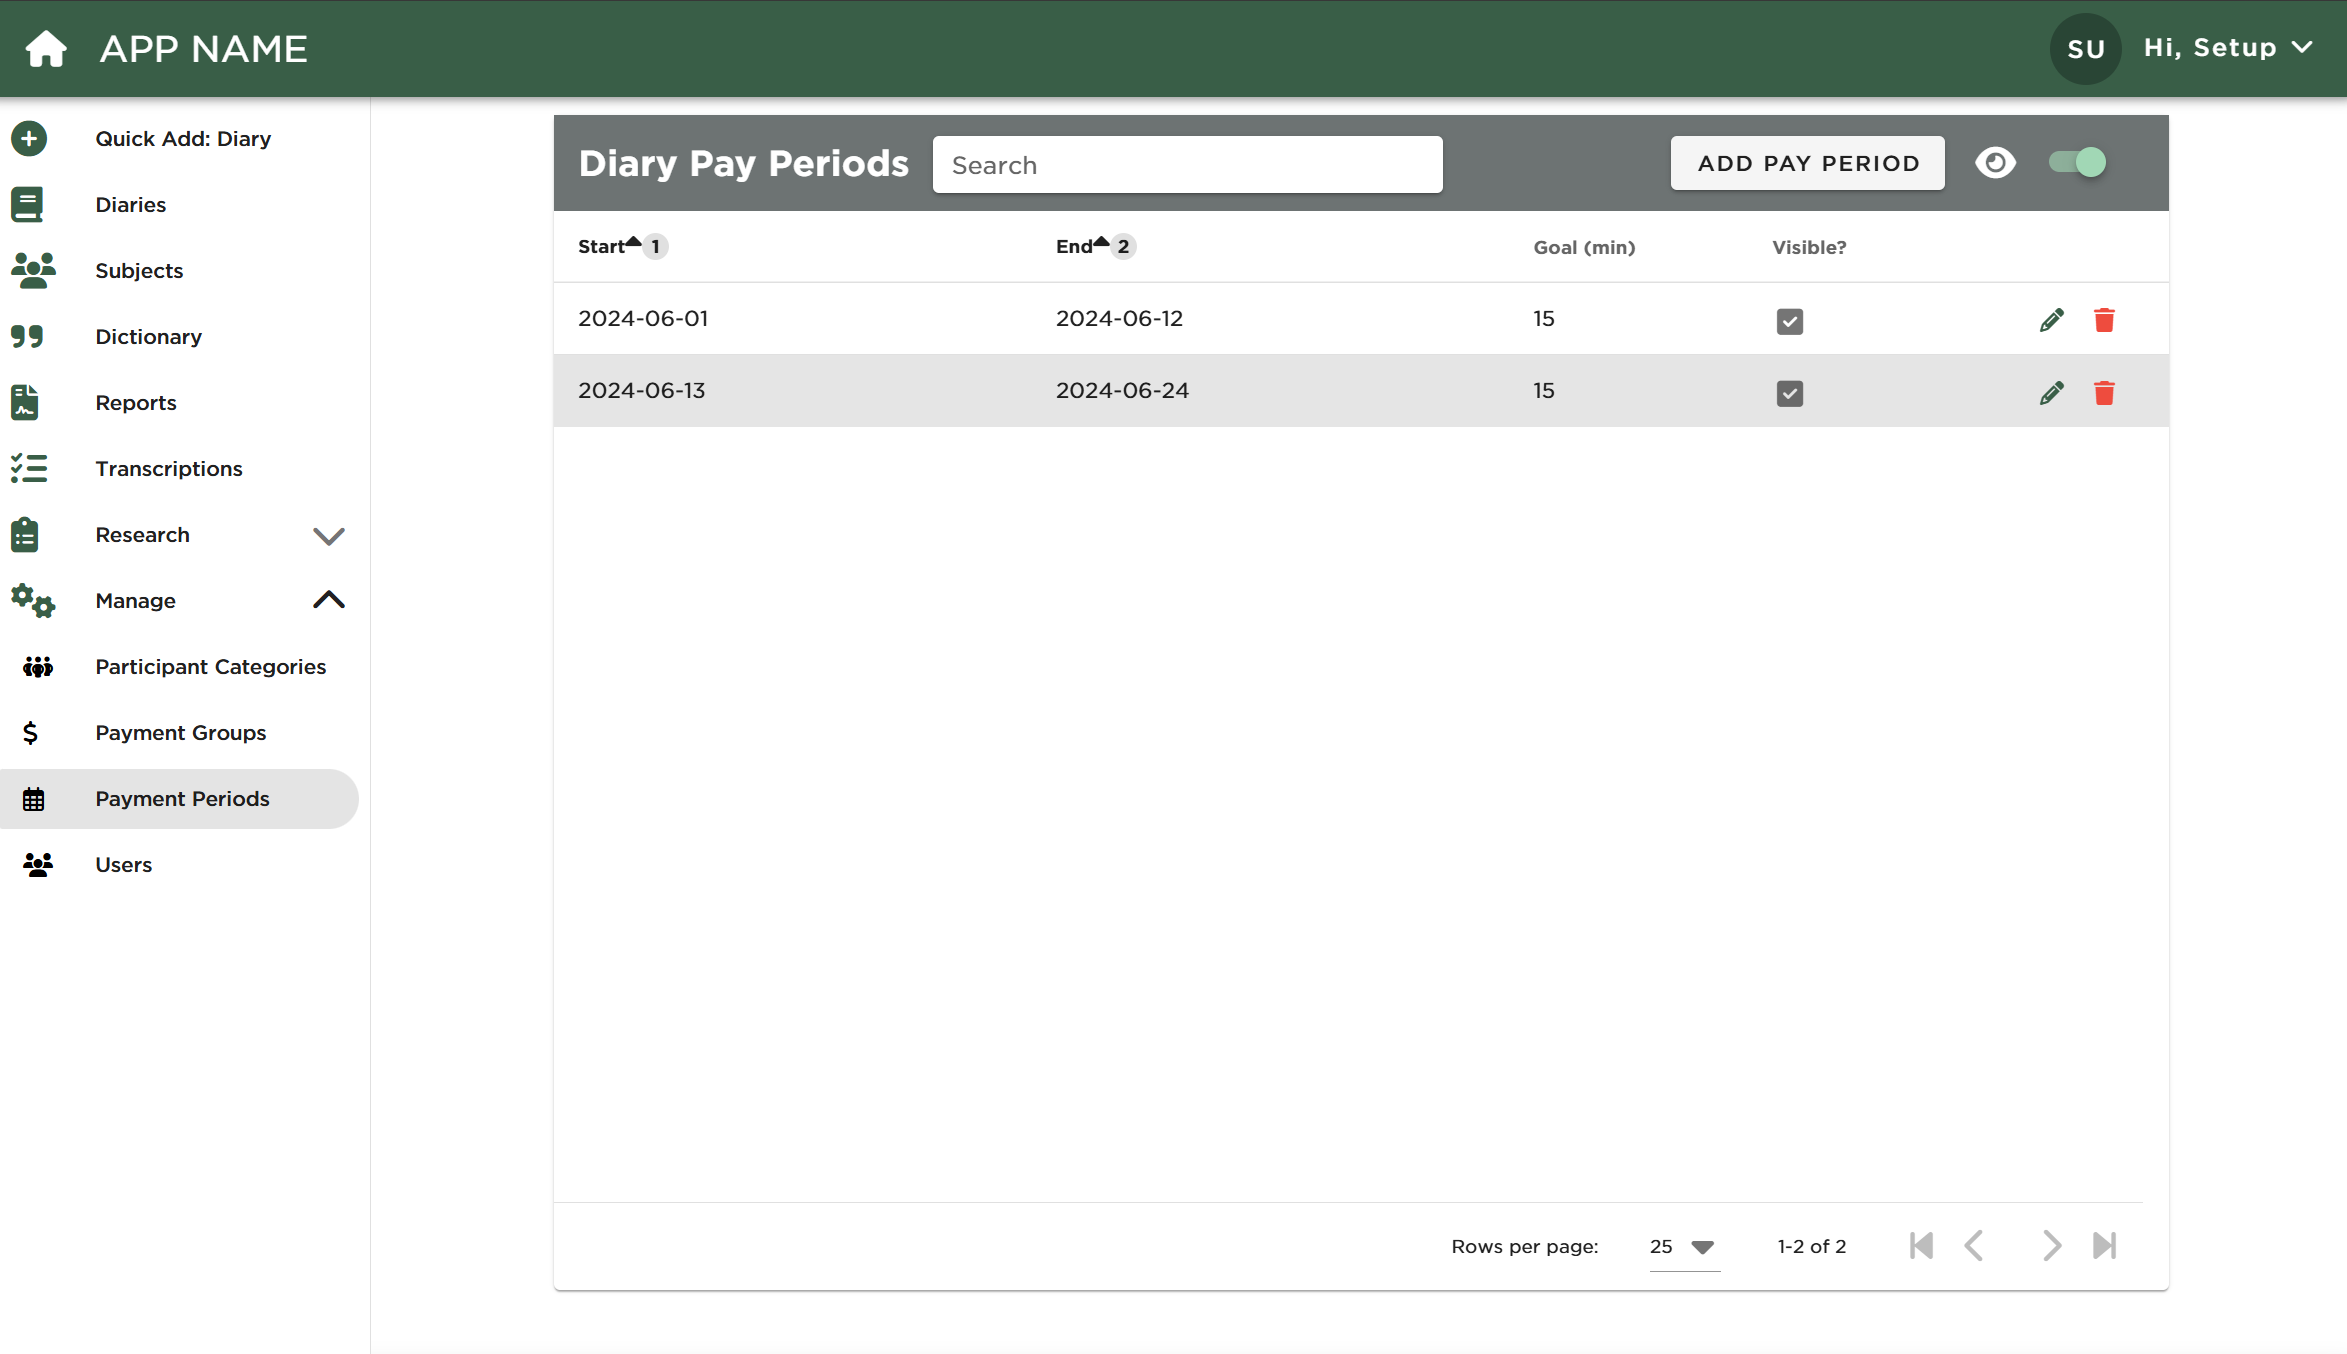 APP NAME
SU Hi, Setup
Quick Add: Diary
Diaries
Subjects
Dictionary
Reports
Transcriptions
Research
Manage
Participant Categories
Payment Groups
Payment Periods
Users
Diary Pay Periods Search ADD PAY PERIOD
Start 1 End 2 Goal (min) Visible?
2024-06-01 2024-06-12 15
2024-06-13 2024-06-24 15
Rows per page: 25 1-2 of 2